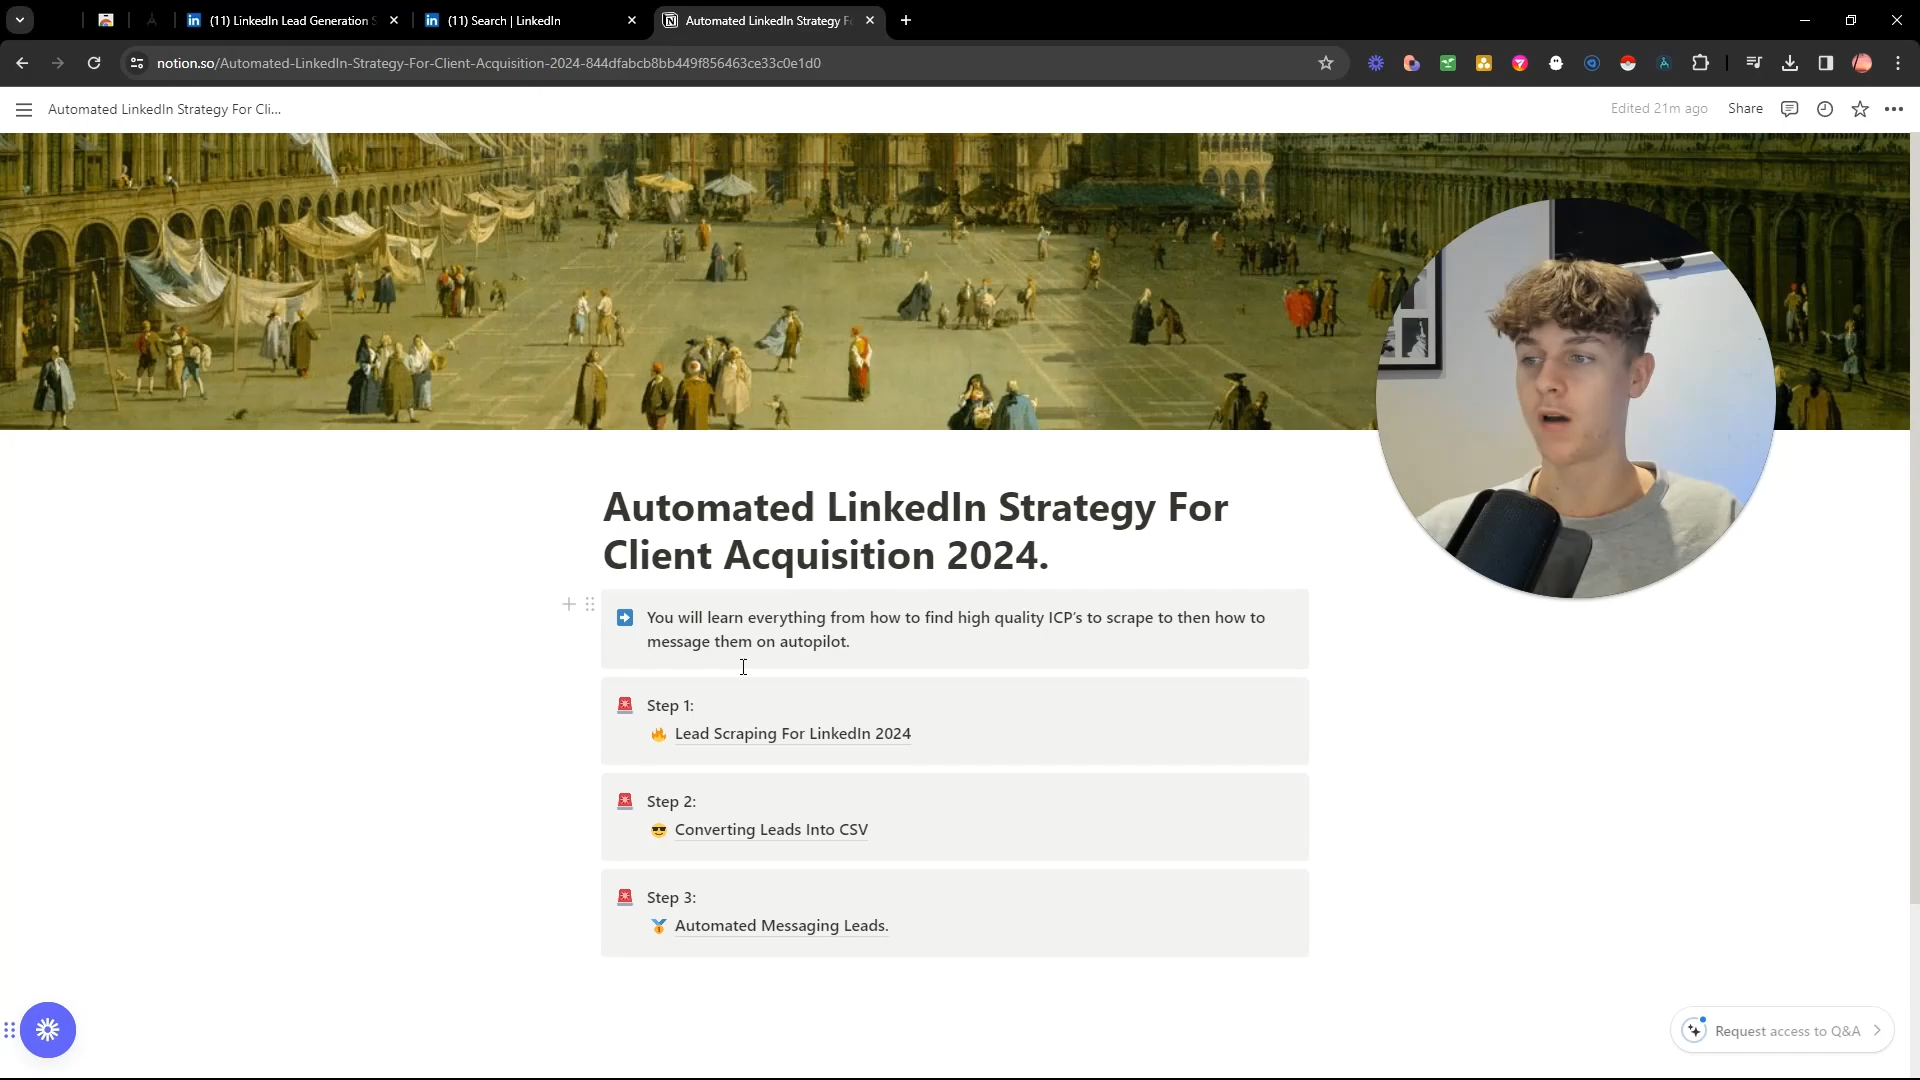 (11) LinkedIn Lead Generation S
(11) Search | LinkedIn
Automated LinkedIn Strategy F
notion.so/Automated-LinkedIn-Strategy-For-Client-Acquisition-2024-844dfabcb8bb449f856463ce33c0e1d0
Automated LinkedIn Strategy For Cli...
Edited 21m ago
Share
Automated LinkedIn Strategy For
Client Acquisition 2024.
You will learn everything from how to find high quality ICP's to scrape to then how to
message them on autopilot.
Step 1:
Lead Scraping For LinkedIn 2024
Step 2:
Converting Leads Into CSV
Step 3:
Automated Messaging Leads.
Request access to Q&A